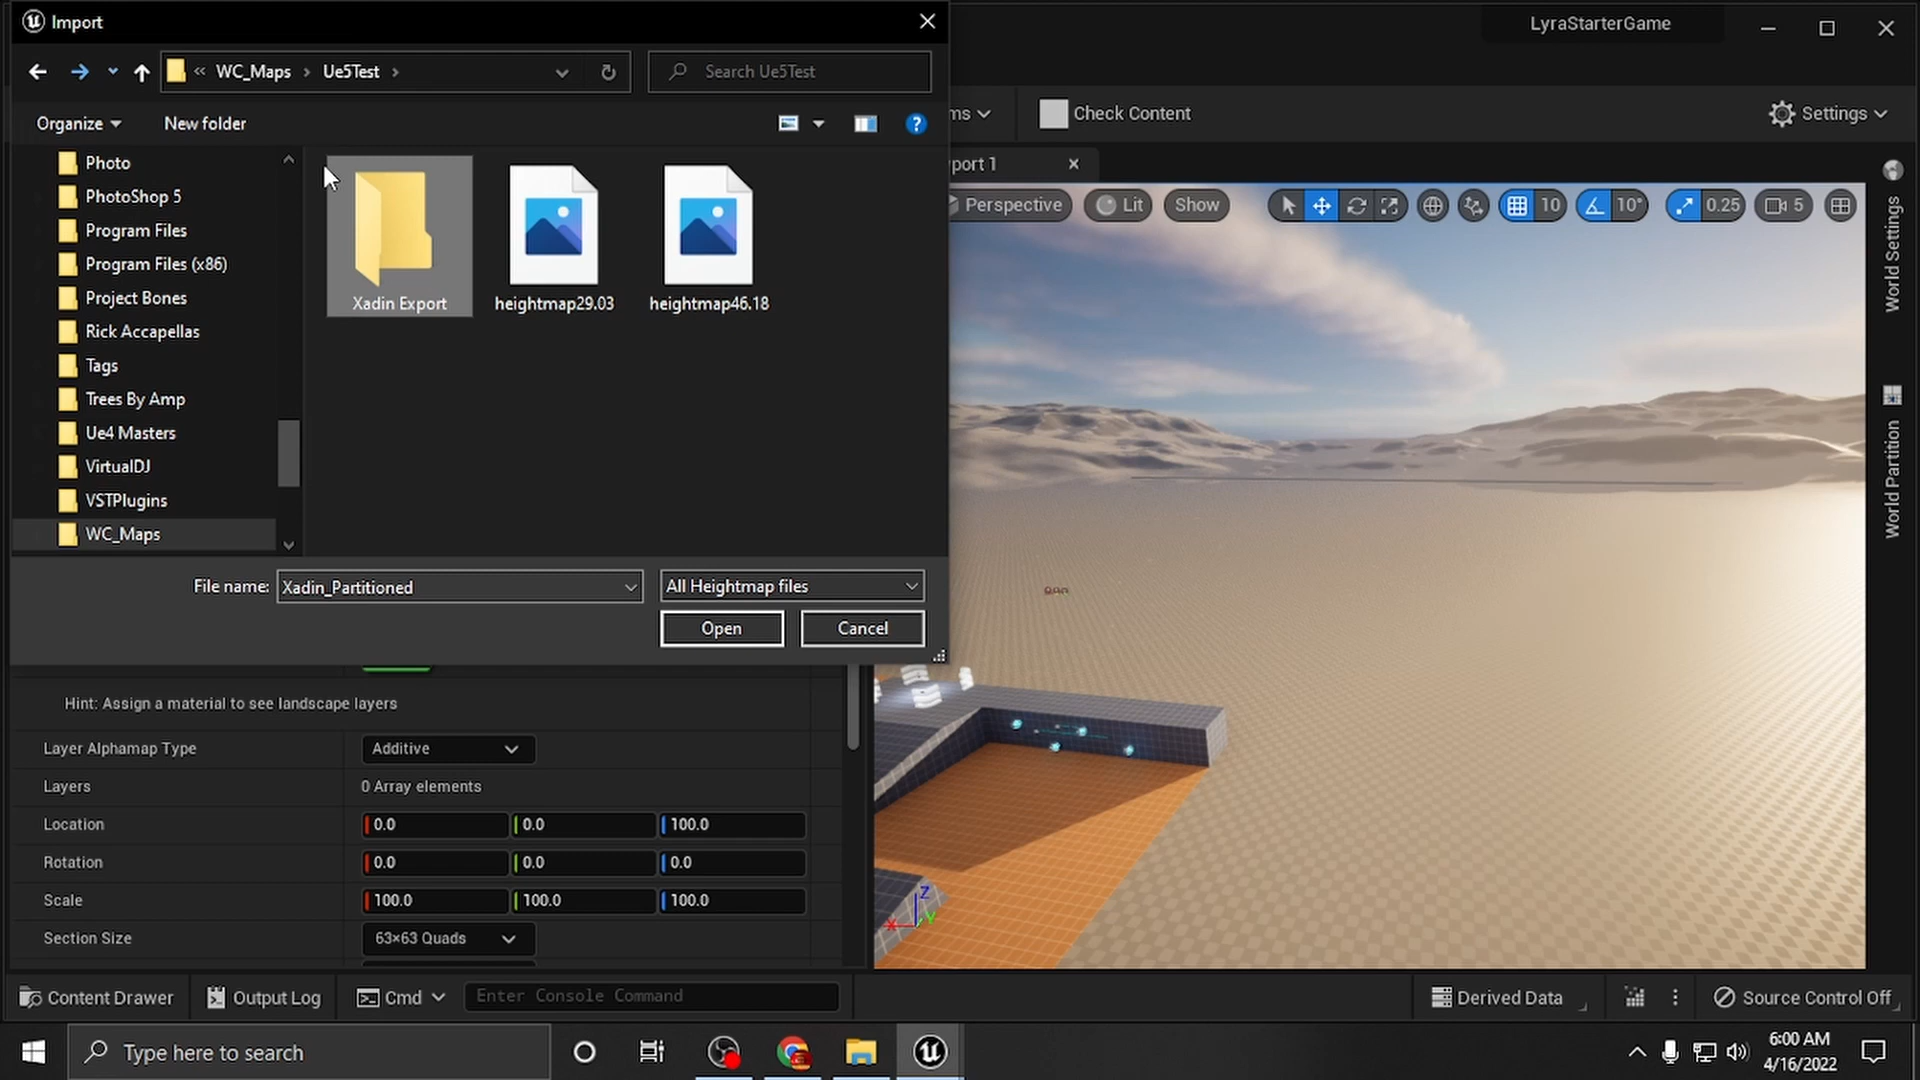 Import
LyraStarterGame
« WC_Maps › Ue5Test ›
Search Ue5Test
Organize
New folder
ms
Check Content
Settings
Photo
PhotoShop 5
Program Files
Program Files (x86)
Project Bones
Rick Accapellas
Tags
Trees By Amp
Ue4 Masters
VirtualDJ
VSTPlugins
WC_Maps
Xadin Export
heightmap29.03
heightmap46.18
File name:
Xadin_Partitioned
All Heightmap files
Open
Cancel
port 1
Perspective
Lit
Show
10
10°
0.25
5
World Settings
World Partition
Hint: Assign a material to see landscape layers
Layer Alphamap Type
Additive
Layers
0 Array elements
Location
0.0
0.0
100.0
Rotation
0.0
0.0
0.0
Scale
100.0
100.0
100.0
Section Size
63×63 Quads
Z
X
Y
Content Drawer
Output Log
Cmd
Enter Console Command
Derived Data
Source Control Off
Type here to search
6:00 AM
4/16/2022